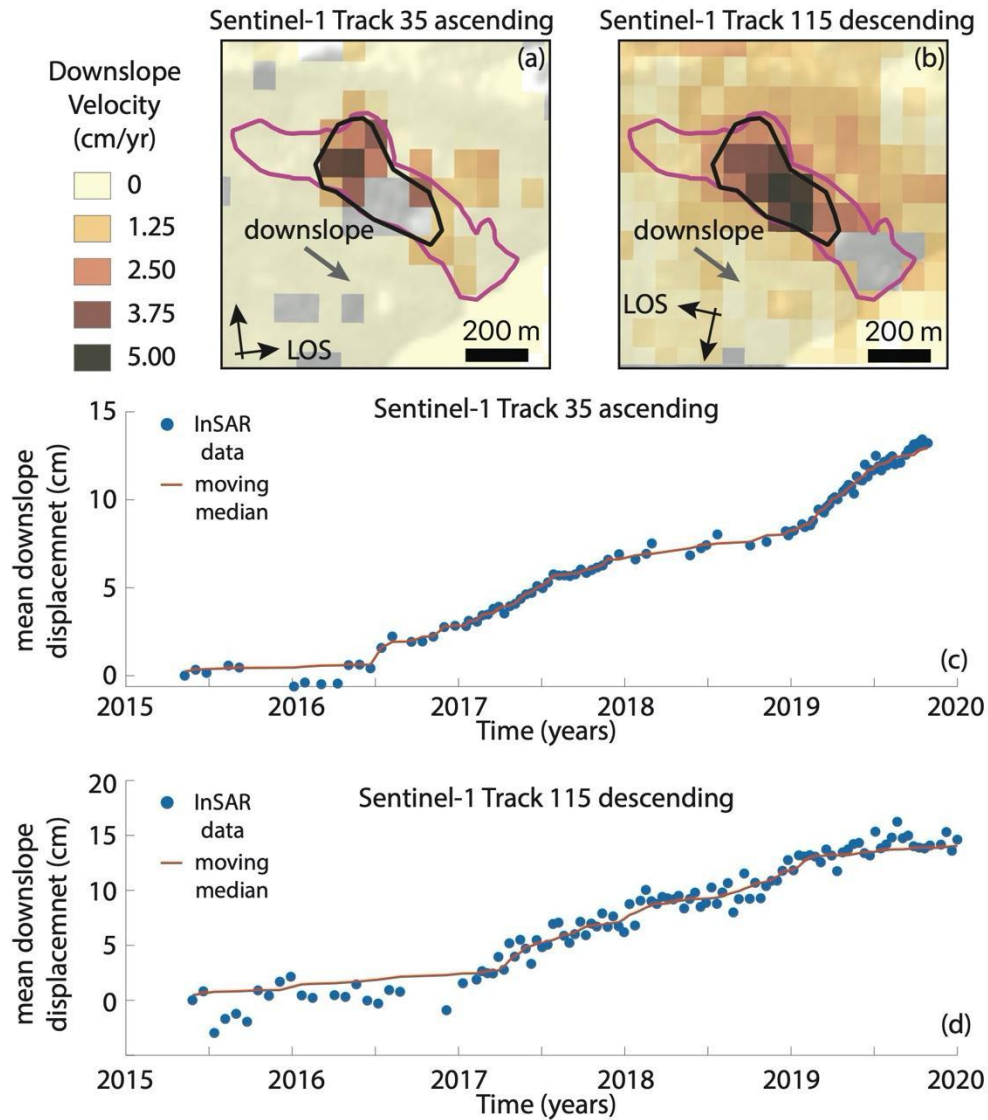 Sentinel-1 Track 35 ascending
Sentinel-1 Track 115 descending
Downslope
Velocity
(cm/yr)
0
1.25
2.50
3.75
5.00
(a)
downslope
LOS
200 m
(b)
downslope
LOS
200 m
Sentinel-1 Track 35 ascending
InSAR
data
moving
median
mean downslope
displacemnet (cm)
15
10
5
0
(c)
2015 2016 2017 2018 2019 2020
Time (years)
Sentinel-1 Track 115 descending
InSAR
data
moving
median
mean downslope
displacemnet (cm)
20
15
10
5
0
(d)
2015 2016 2017 2018 2019 2020
Time (years)